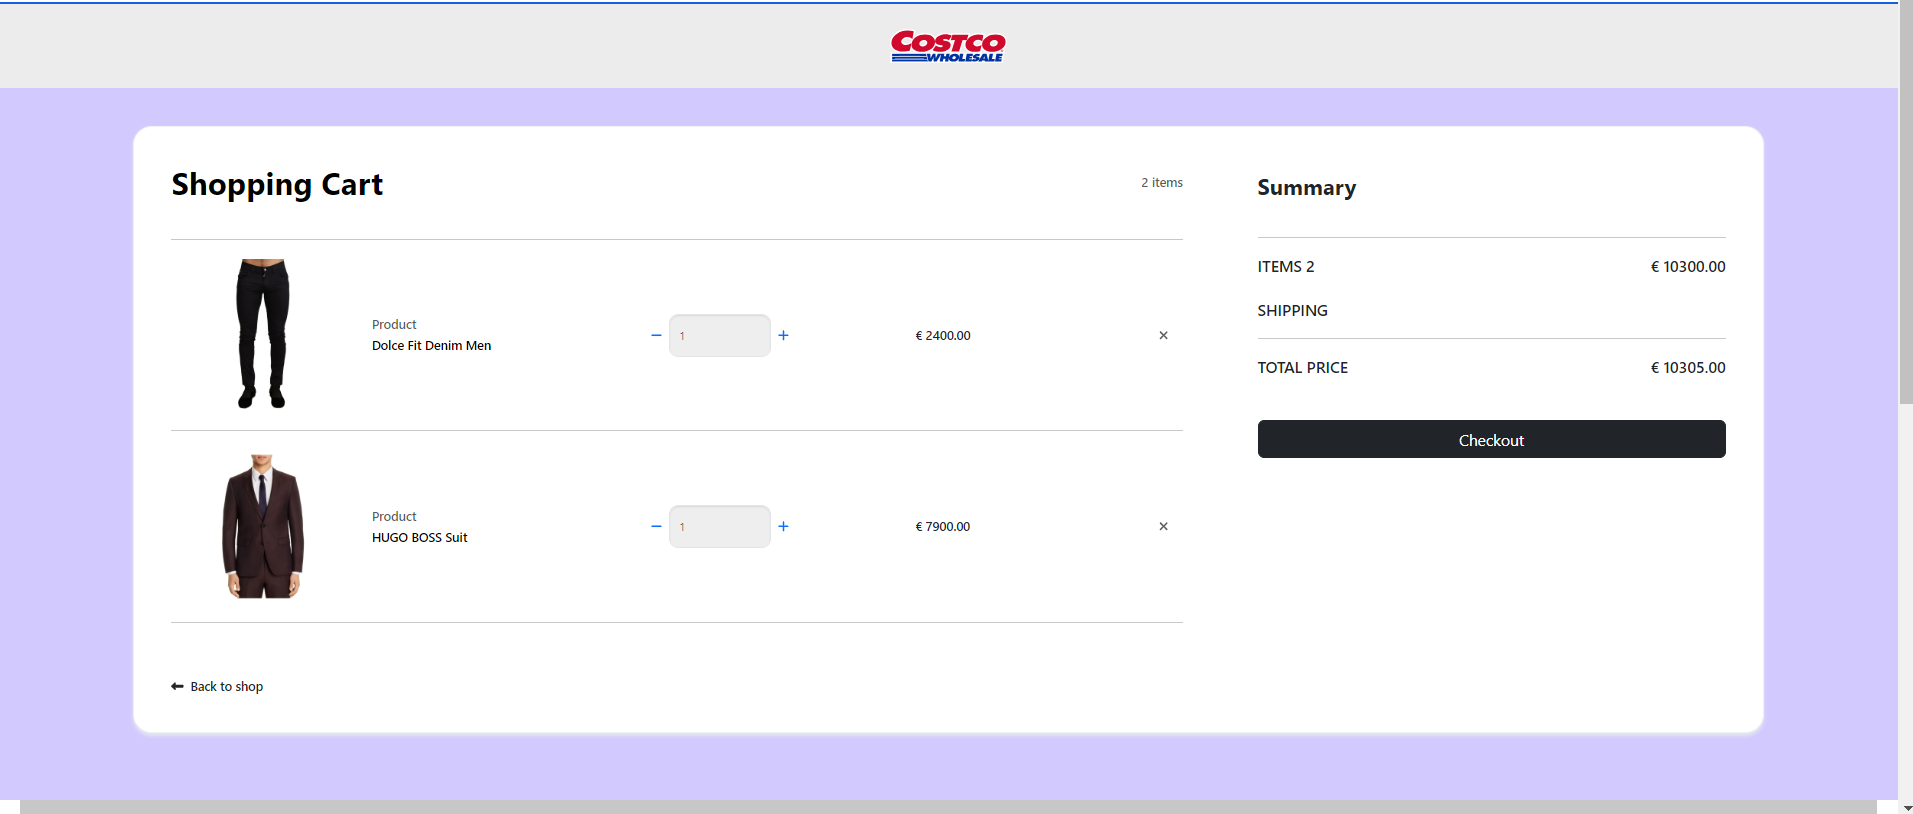 COSTCO
WHOLESALE
Shopping Cart
2 items
Product
Dolce Fit Denim Men
− 1 +
€ 2400.00
×
Product
HUGO BOSS Suit
− 1 +
€ 7900.00
×
Back to shop
Summary
ITEMS 2 € 10300.00
SHIPPING
TOTAL PRICE € 10305.00
Checkout